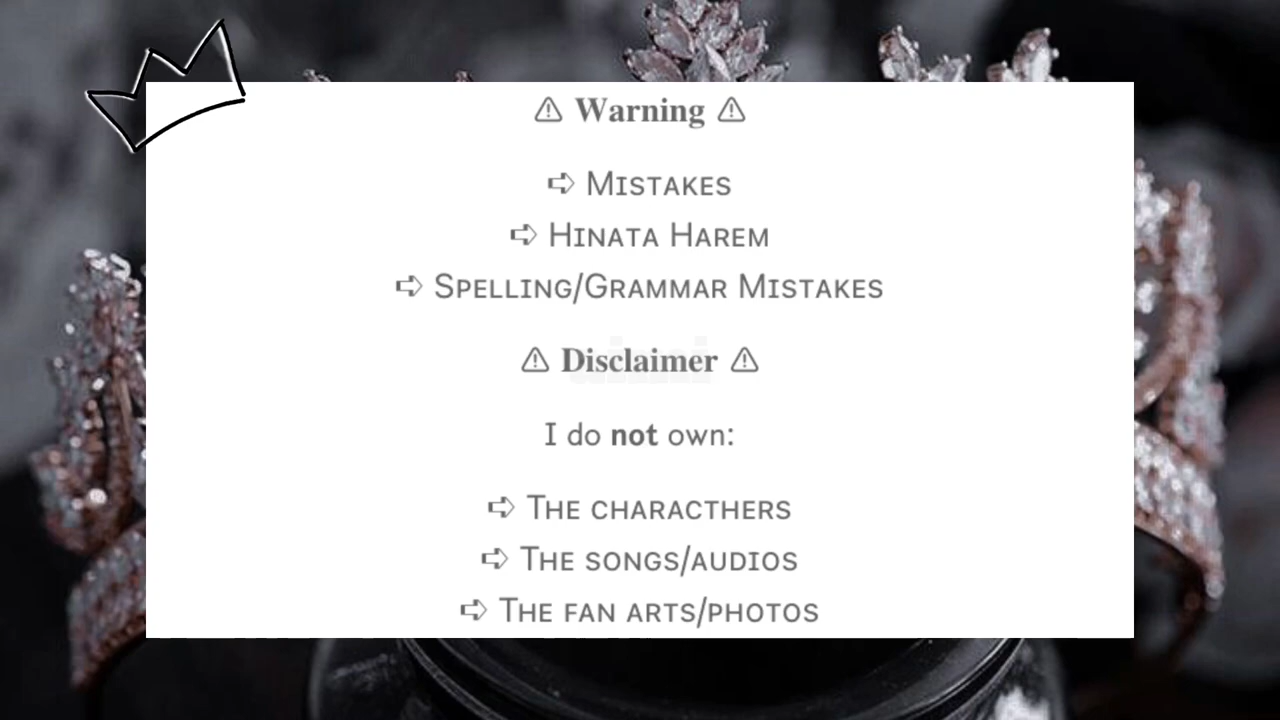 ⚠ Warning ⚠
➪ Mistakes
➪ Hinata Harem
➪ Spelling/Grammar Mistakes
⚠ Disclaimer ⚠
I do not own:
➪ The characthers
➪ The songs/audios
➪ The fan arts/photos